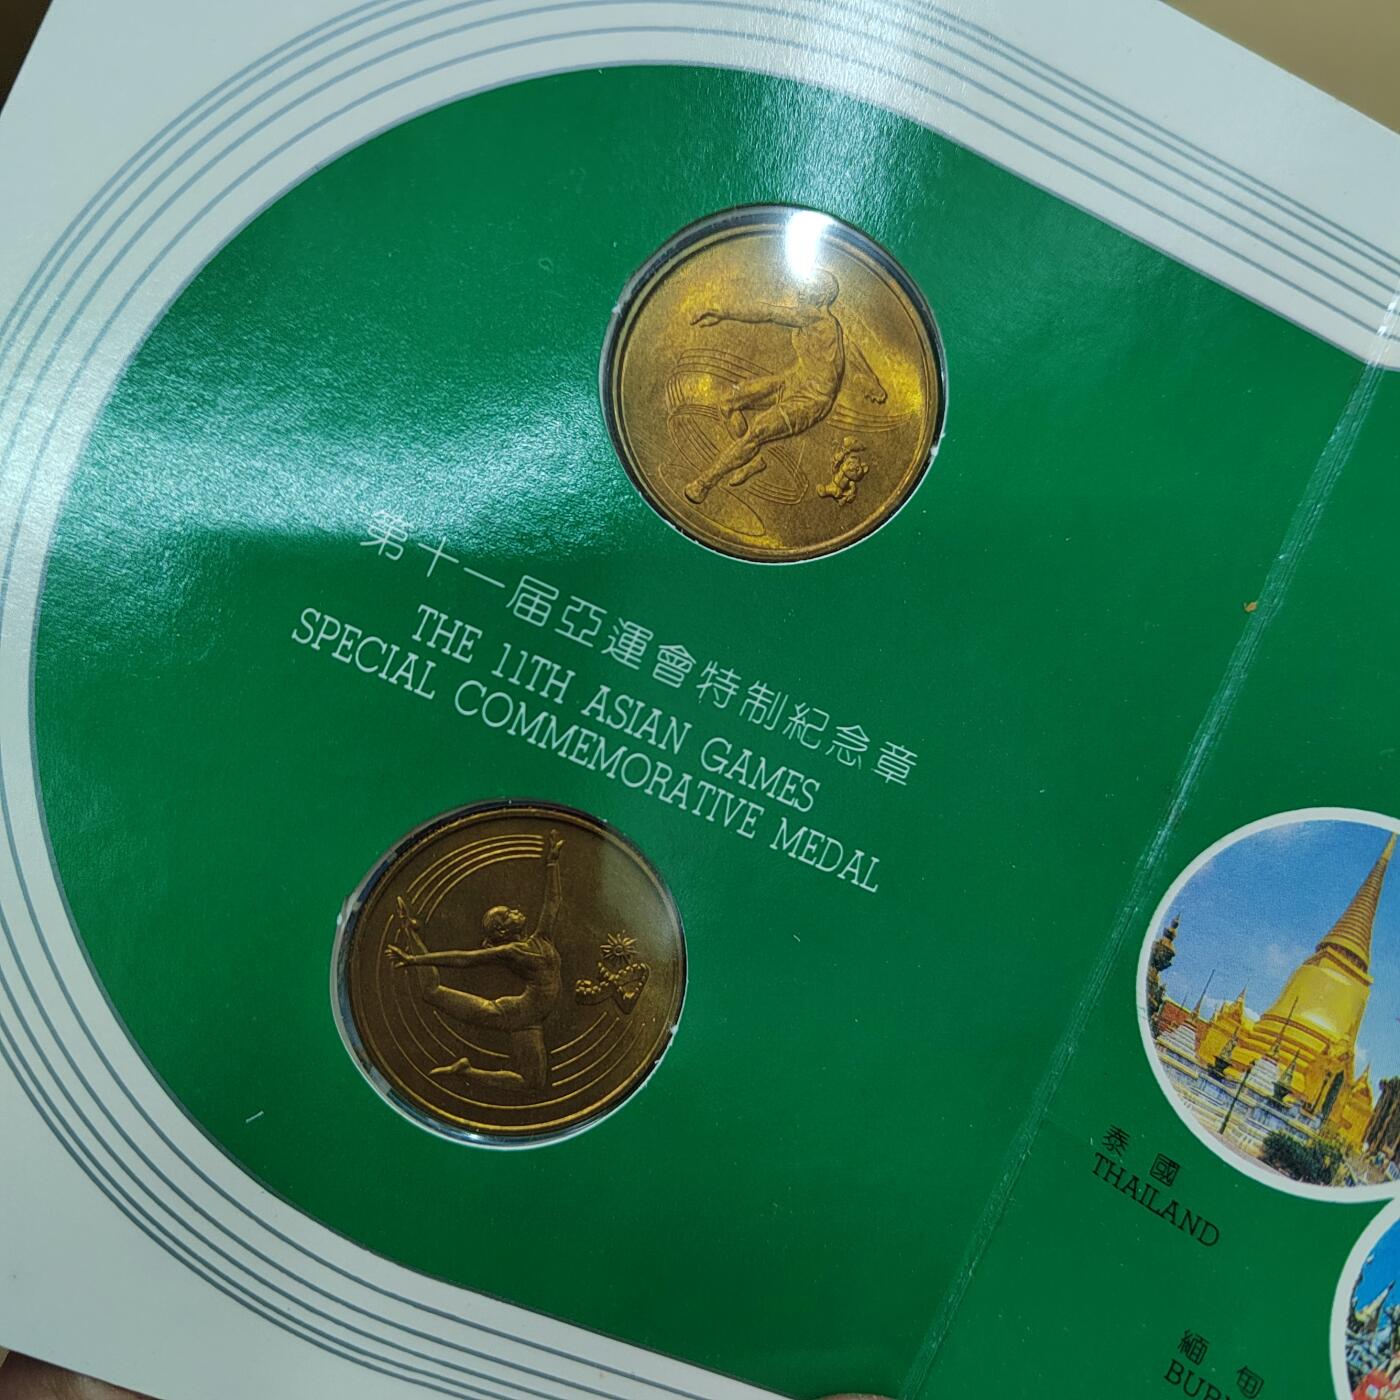 第十一届亞運會特制紀念章
THE 11TH ASIAN GAMES
SPECIAL COMMEMORATIVE MEDAL
泰國
THAILAND
緬甸